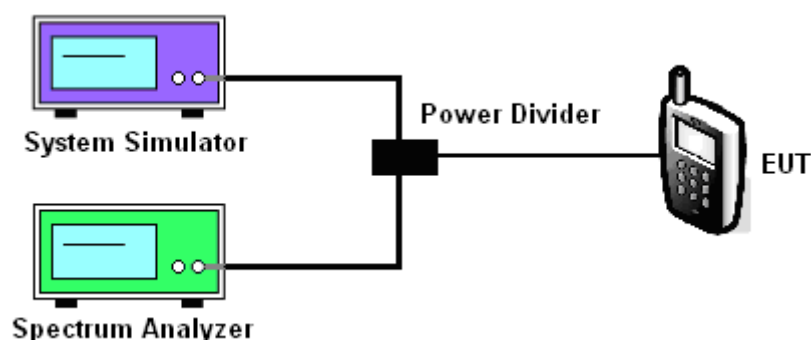 System Simulator
Power Divider
EUT
Spectrum Analyzer